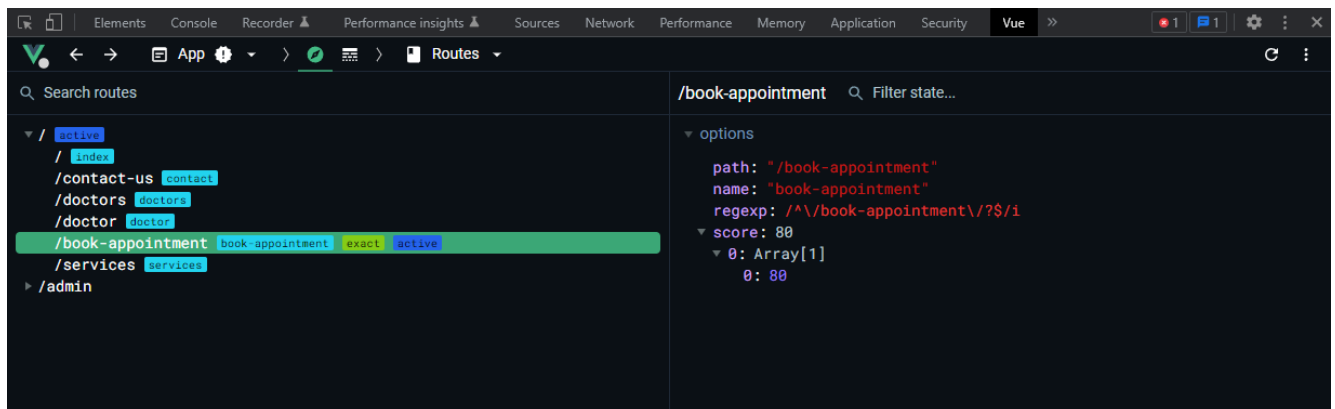 Elements Console Recorder Performance insights Sources Network Performance Memory Application Security Vue » 1 1
App Routes
Search routes
/book-appointment Filter state...
/ active
/ index
/contact-us contact
/doctors doctors
/doctor doctor
/book-appointment book-appointment exact active
/services services
/admin
options
path: "/book-appointment"
name: "book-appointment"
regexp: /^\/book-appointment\/?$/i
score: 80
0: Array[1]
0: 80